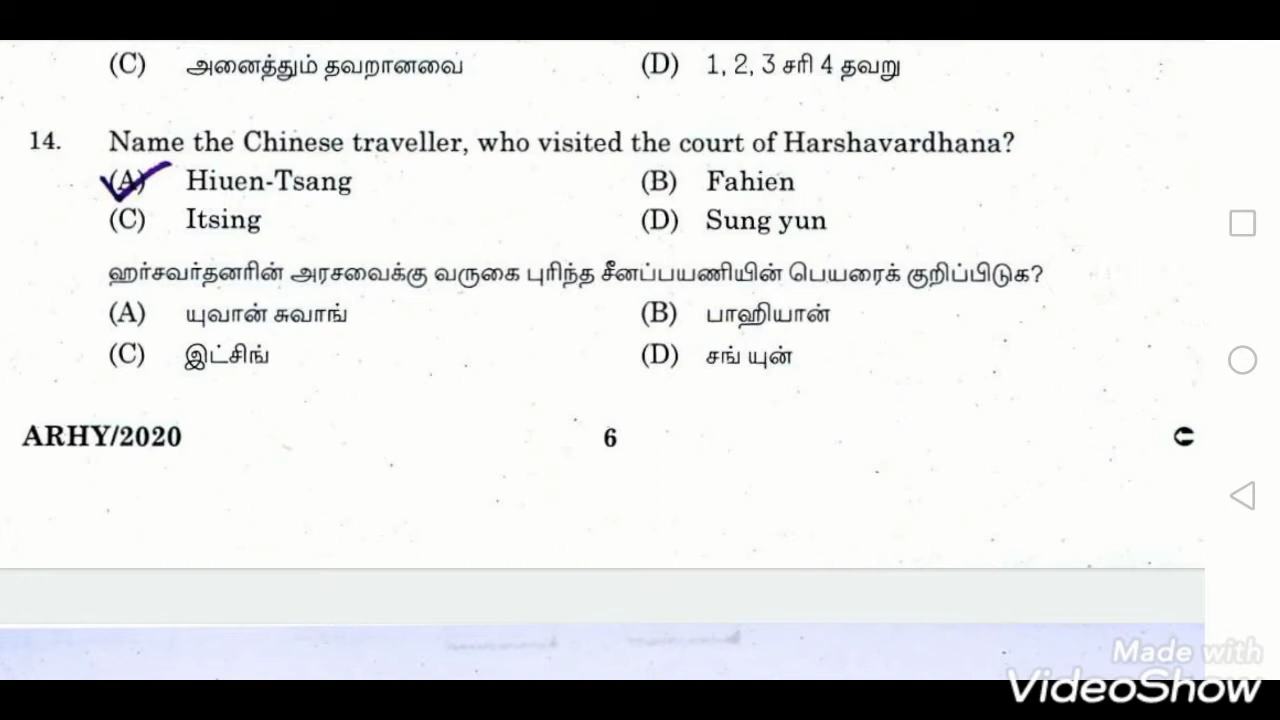 (C) அனைத்தும் தவறானவை (D) 1, 2, 3 சரி 4 தவறு
14. Name the Chinese traveller, who visited the court of Harshavardhana?
(A) Hiuen-Tsang (B) Fahien
(C) Itsing (D) Sung yun
ஹர்சவர்தனரின் அரசவைக்கு வருகை புரிந்த சீனப்பயணியின் பெயரைக் குறிப்பிடுக?
(A) யுவான் சுவாங் (B) பாஹியான்
(C) இட்சிங் (D) சங் யுன்
ARHY/2020 6
Made with
VideoShow